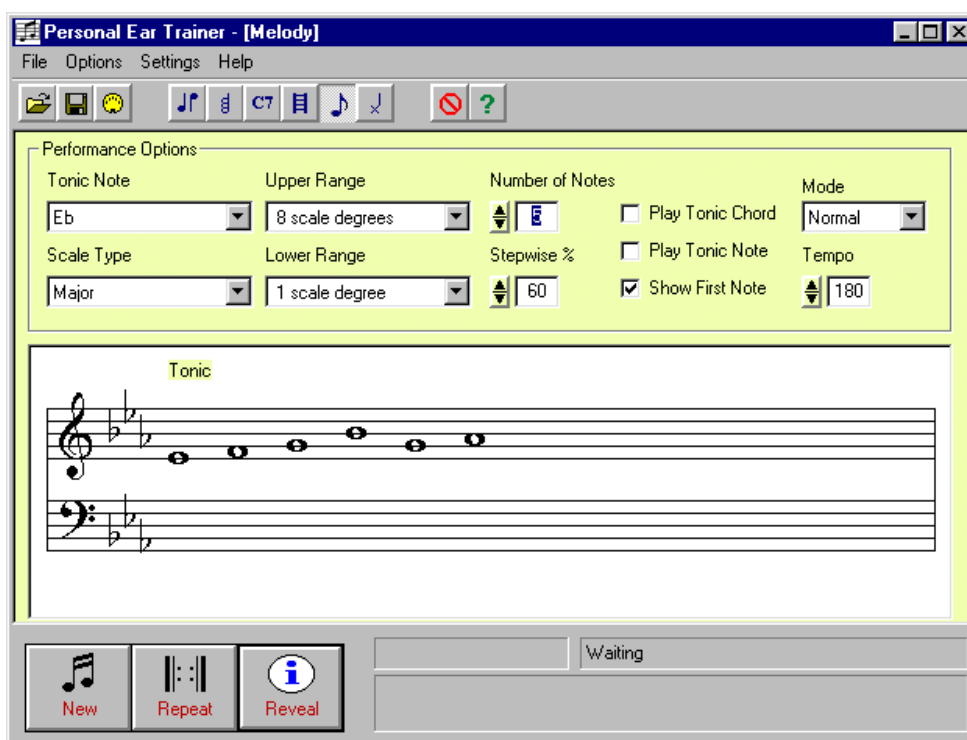 Personal Ear Trainer - [Melody]
File Options Settings Help
C7 ?
Performance Options
Tonic Note Upper Range Number of Notes Mode
Eb 8 scale degrees 5 Play Tonic Chord Normal
Scale Type Lower Range Stepwise % Play Tonic Note Tempo
Major 1 scale degree 60 Show First Note 180
Tonic
Waiting
New Repeat Reveal